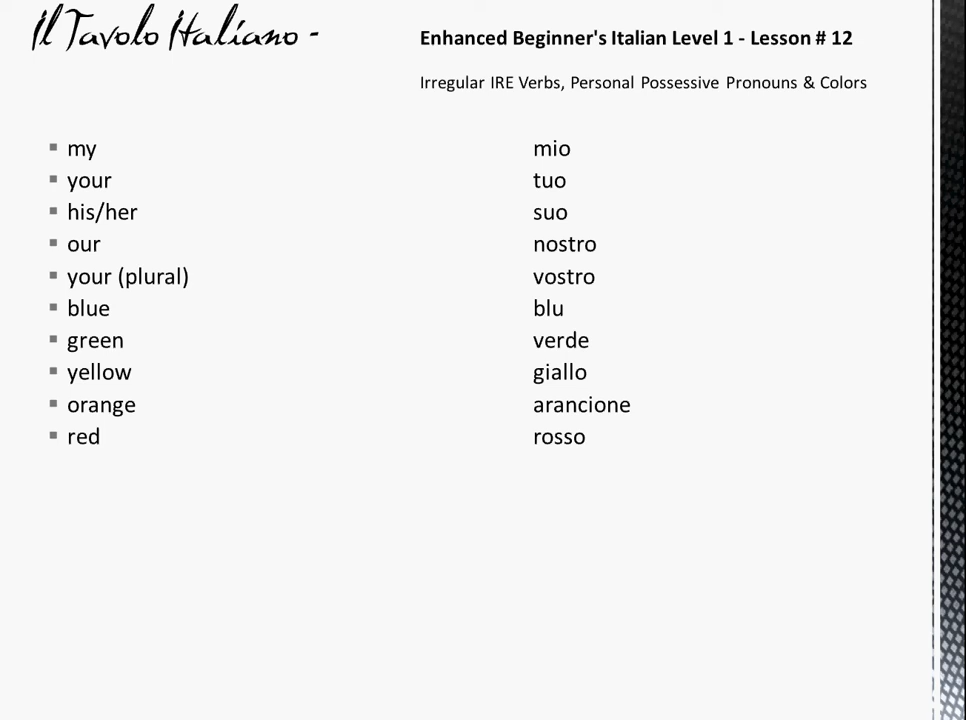 Il Tavolo Italiano -
Enhanced Beginner's Italian Level 1 - Lesson # 12
Irregular IRE Verbs, Personal Possessive Pronouns & Colors
my mio
your tuo
his/her suo
our nostro
your (plural) vostro
blue blu
green verde
yellow giallo
orange arancione
red rosso